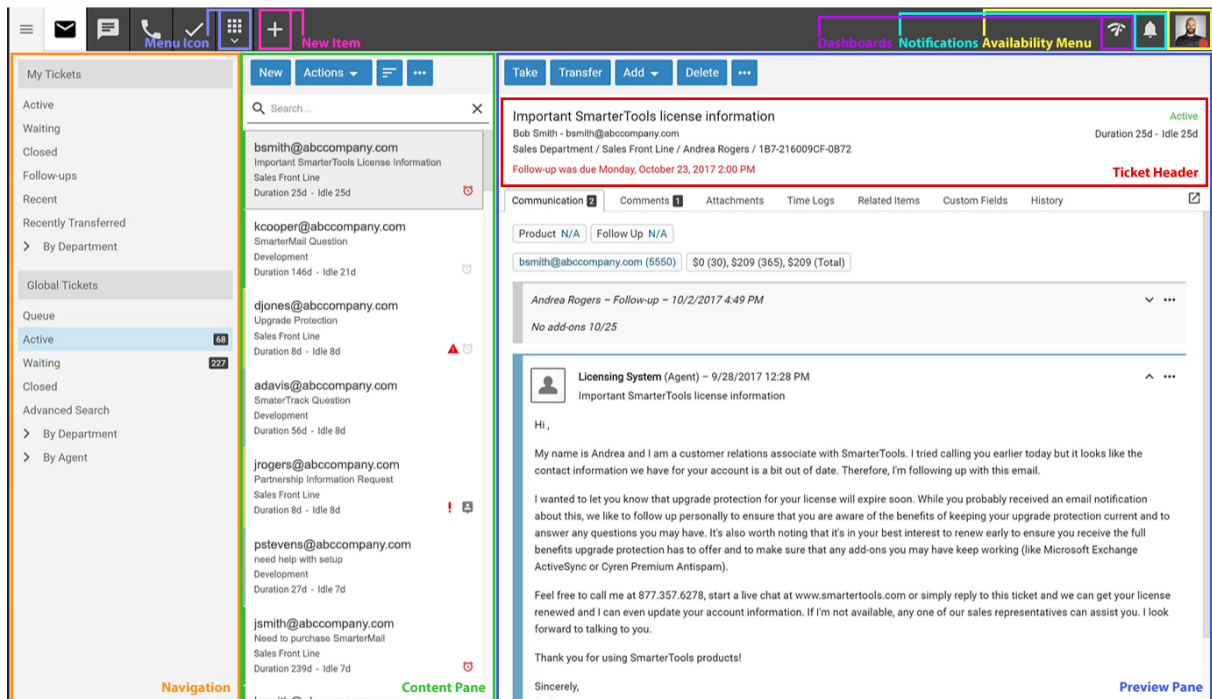 Menu Icon
New Item
Dashboards
Notifications
Availability Menu
My Tickets
Active
Waiting
Closed
Follow-ups
Recent
Recently Transferred
By Department
Global Tickets
Queue
Active 68
Waiting 227
Closed
Advanced Search
By Department
By Agent
Navigation
New Actions
Search...
bsmith@abccompany.com
Important SmarterTools License Information
Sales Front Line
Duration 25d - Idle 25d
kcooper@abccompany.com
SmarterMail Question
Development
Duration 146d - Idle 21d
djones@abccompany.com
Upgrade Protection
Sales Front Line
Duration 8d - Idle 8d
adavis@abccompany.com
SmaterTrack Question
Development
Duration 56d - Idle 8d
jrogers@abccompany.com
Partnership Information Request
Sales Front Line
Duration 8d - Idle 8d
pstevens@abccompany.com
need help with setup
Development
Duration 27d - Idle 7d
jsmith@abccompany.com
Need to purchase SmarterMail
Sales Front Line
Duration 239d - Idle 7d
Content Pane
Take Transfer Add Delete
Important SmarterTools license information
Active
Bob Smith - bsmith@abccompany.com
Duration 25d - Idle 25d
Sales Department / Sales Front Line / Andrea Rogers / 1B7-216009CF-0B72
Follow-up was due Monday, October 23, 2017 2:00 PM
Ticket Header
Communication 2 Comments 1 Attachments Time Logs Related Items Custom Fields History
Product N/A Follow Up N/A
bsmith@abccompany.com (5550) $0 (30), $209 (365), $209 (Total)
Andrea Rogers – Follow-up – 10/2/2017 4:49 PM
No add-ons 10/25
Licensing System (Agent) – 9/28/2017 12:28 PM
Important SmarterTools license information
Hi ,
My name is Andrea and I am a customer relations associate with SmarterTools. I tried calling you earlier today but it looks like the
contact information we have for your account is a bit out of date. Therefore, I'm following up with this email.
I wanted to let you know that upgrade protection for your license will expire soon. While you probably received an email notification
about this, we like to follow up personally to ensure that you are aware of the benefits of keeping your upgrade protection current and to
answer any questions you may have. It's also worth noting that it's in your best interest to renew early to ensure you receive the full
benefits upgrade protection has to offer and to make sure that any add-ons you may have keep working (like Microsoft Exchange
ActiveSync or Cyren Premium Antispam).
Feel free to call me at 877.357.6278, start a live chat at www.smartertools.com or simply reply to this ticket and we can get your license
renewed and I can even update your account information. If I'm not available, any one of our sales representatives can assist you. I look
forward to talking to you.
Thank you for using SmarterTools products!
Sincerely,
Preview Pane